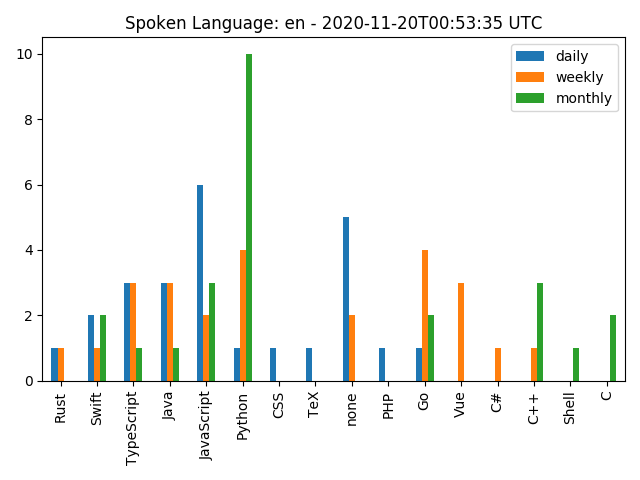 Spoken Language: en - 2020-11-20T00:53:35 UTC
daily
weekly
monthly
10
8
6
4
2
0
Rust
Swift
TypeScript
Java
JavaScript
Python
CSS
TeX
none
PHP
Go
Vue
C#
C++
Shell
C